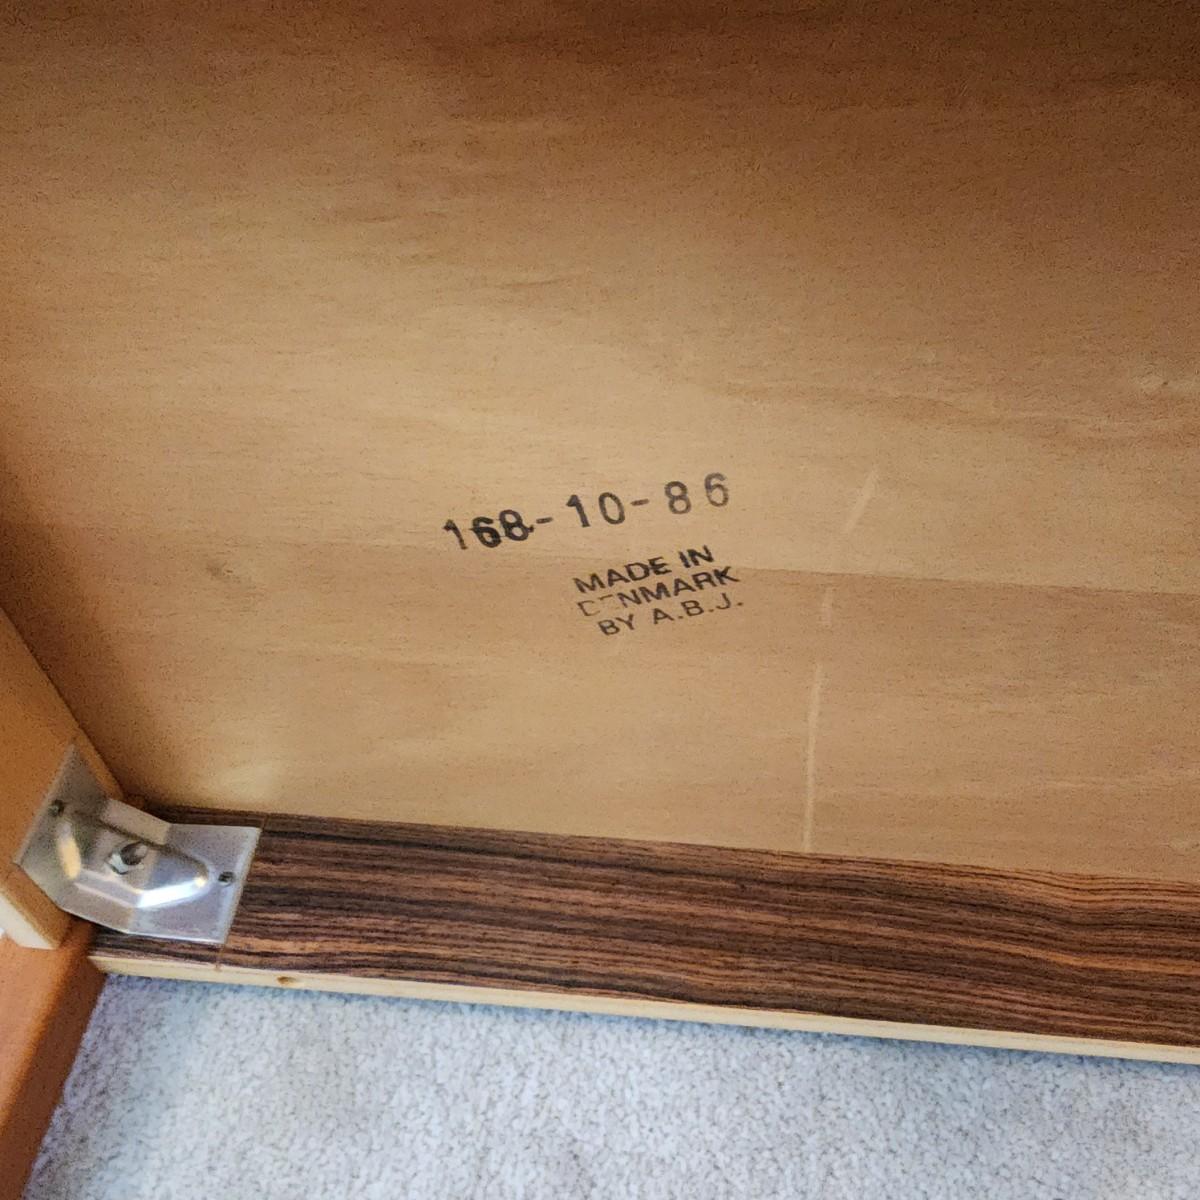 168-10-86
MADE IN
DENMARK
BY A.B.J.